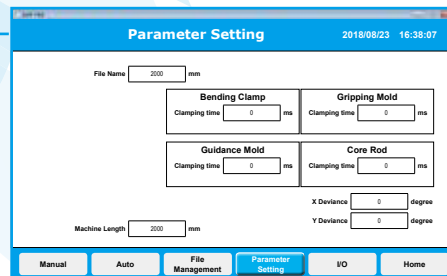 Parameter Setting 2018/08/23 16:38:07
File Name 2000 mm
Bending Clamp Gripping Mold
Clamping time 0 ms Clamping time 0 ms
Guidance Mold Core Rod
Clamping time 0 ms Clamping time 0 ms
X Deviance 0 degree
Y Deviance 0 degree
Machine Length 2000 mm
Manual Auto File Management Parameter Setting I/O Home